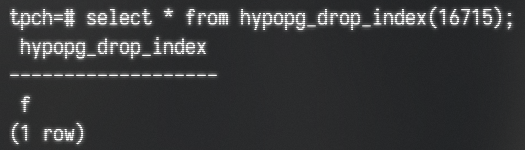 tpch=# select * from hypopg_drop_index(16715);
hypopg_drop_index
-------------------
f
(1 row)